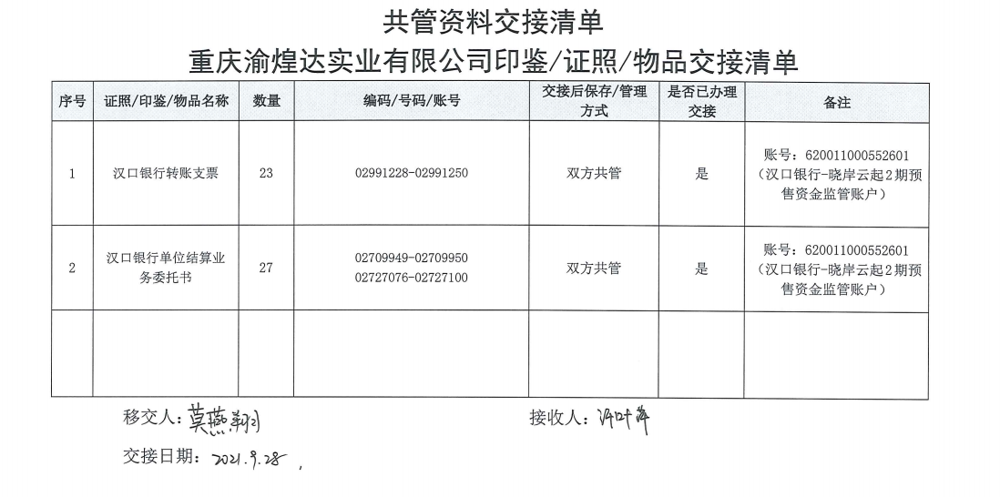 共管资料交接清单
重庆渝煌达实业有限公司印鉴/证照/物品交接清单
序号 证照/印鉴/物品名称 数量 编码/号码/账号 交接后保存/管理方式 是否已办理交接 备注
1 汉口银行转账支票 23 02991228-02991250 双方共管 是 账号：620011000552601
（汉口银行-晓岸云起2期预
售资金监管账户）
2 汉口银行单位结算业
务委托书 27 02709949-02709950
02727076-02727100 双方共管 是 账号：620011000552601
（汉口银行-晓岸云起2期预
售资金监管账户）
移交人：莫燕翔 接收人：许叶萍
交接日期：2021.9.28